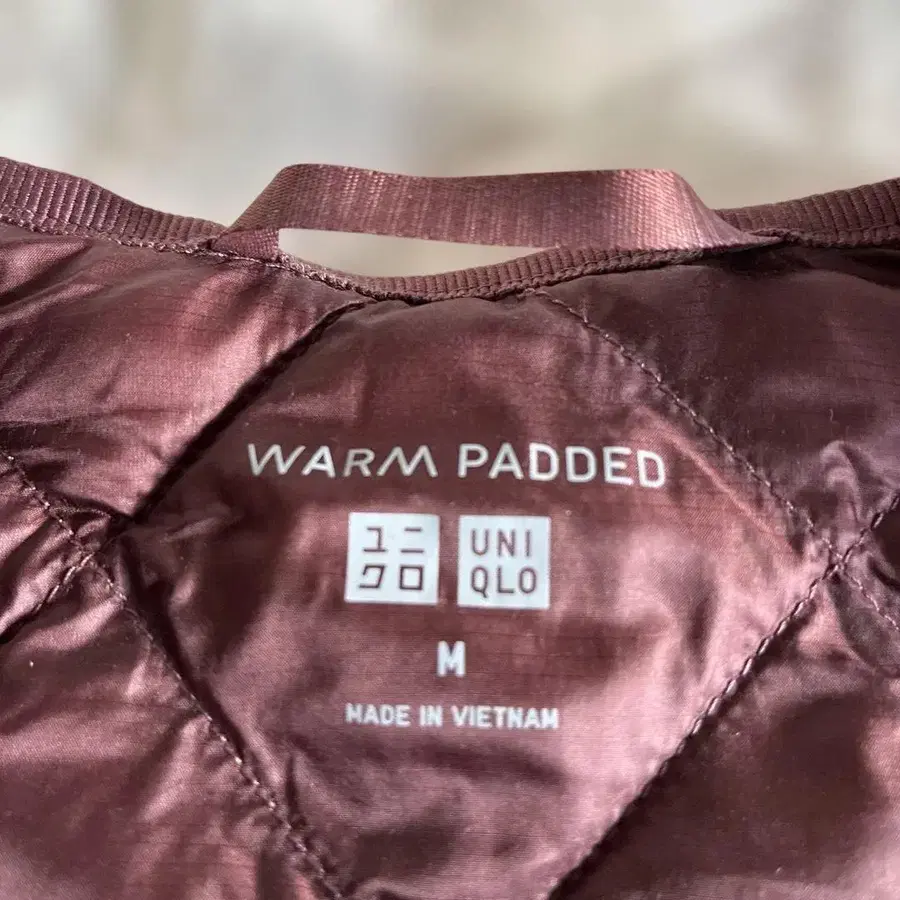 WARM PADDED
ユニ UNI
クロ QLO
M
MADE IN VIETNAM